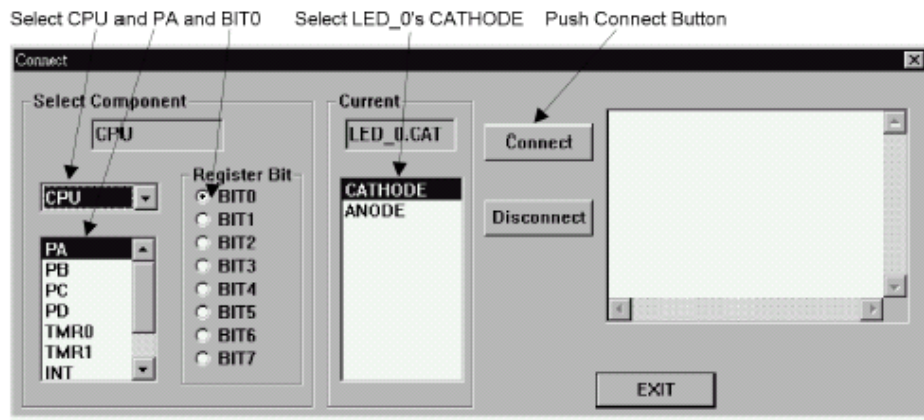 Select CPU and PA and BIT0
Select LED_0's CATHODE
Push Connect Button
Connect
Select Component
CPU
CPU
PA
PB
PC
PD
TMR0
TMR1
INT
Register Bit
BIT0
BIT1
BIT2
BIT3
BIT4
BIT5
BIT6
BIT7
Current
LED_0.CAT
CATHODE
ANODE
Connect
Disconnect
EXIT